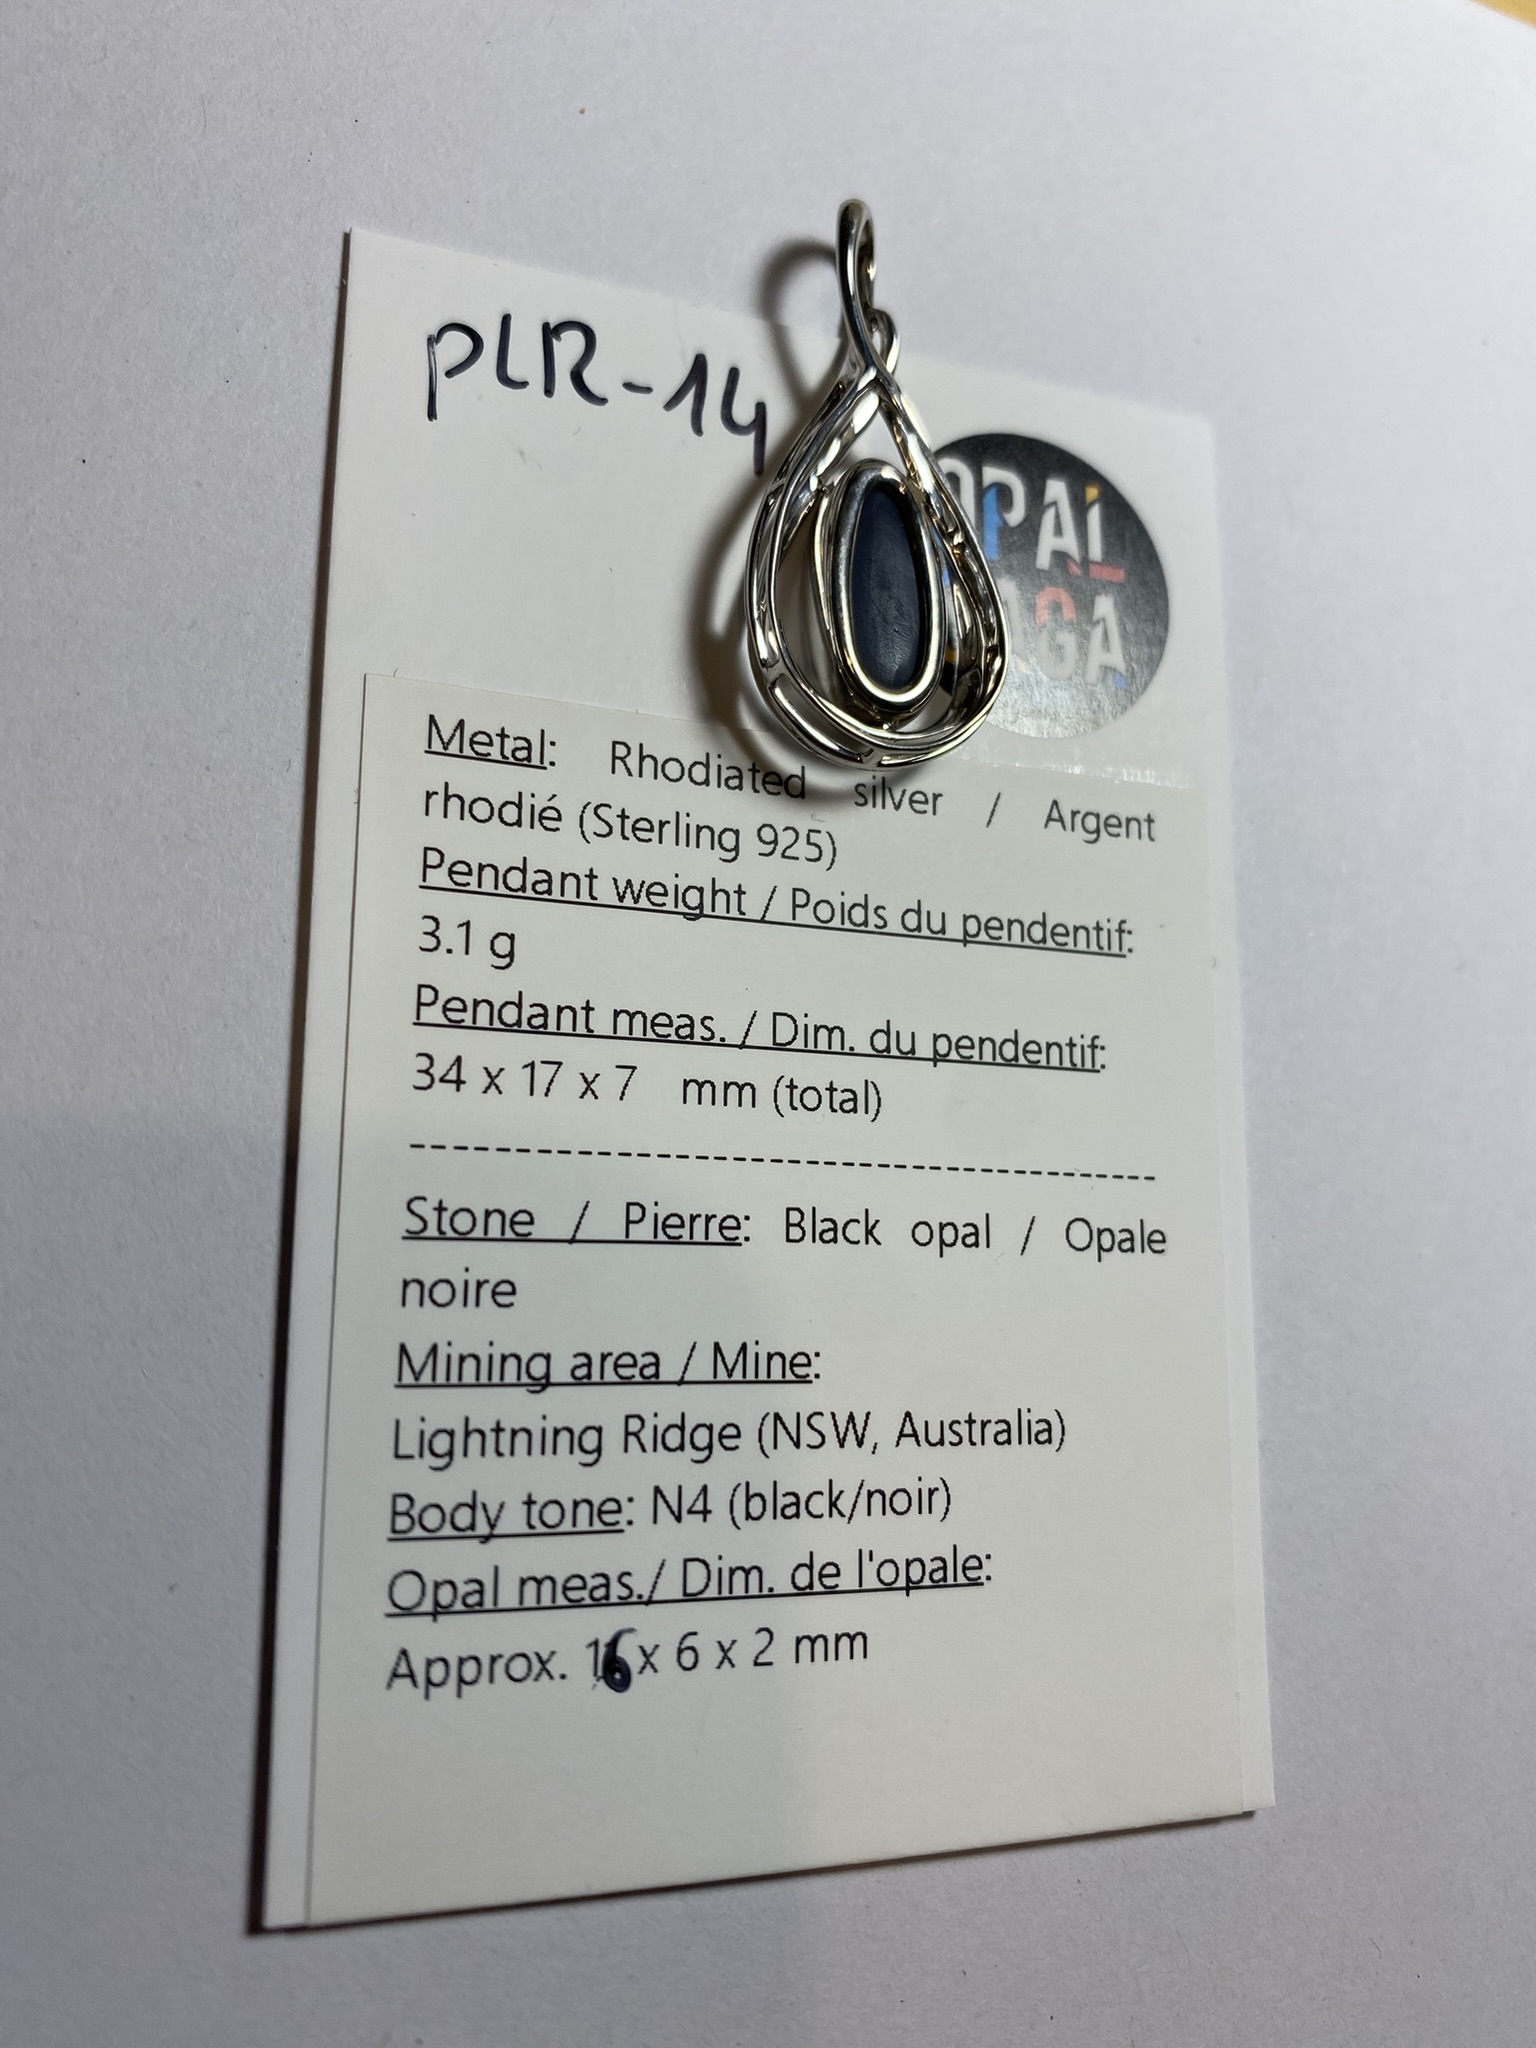 PLR-14
OPAL
Metal: Rhodiated silver / Argent
rhodié (Sterling 925)
Pendant weight / Poids du pendentif:
3.1 g
Pendant meas. / Dim. du pendentif:
34 x 17 x 7 mm (total)
----------------------------------------
Stone / Pierre: Black opal / Opale
noire
Mining area / Mine:
Lightning Ridge (NSW, Australia)
Body tone: N4 (black/noir)
Opal meas./ Dim. de l'opale:
Approx. 16 x 6 x 2 mm